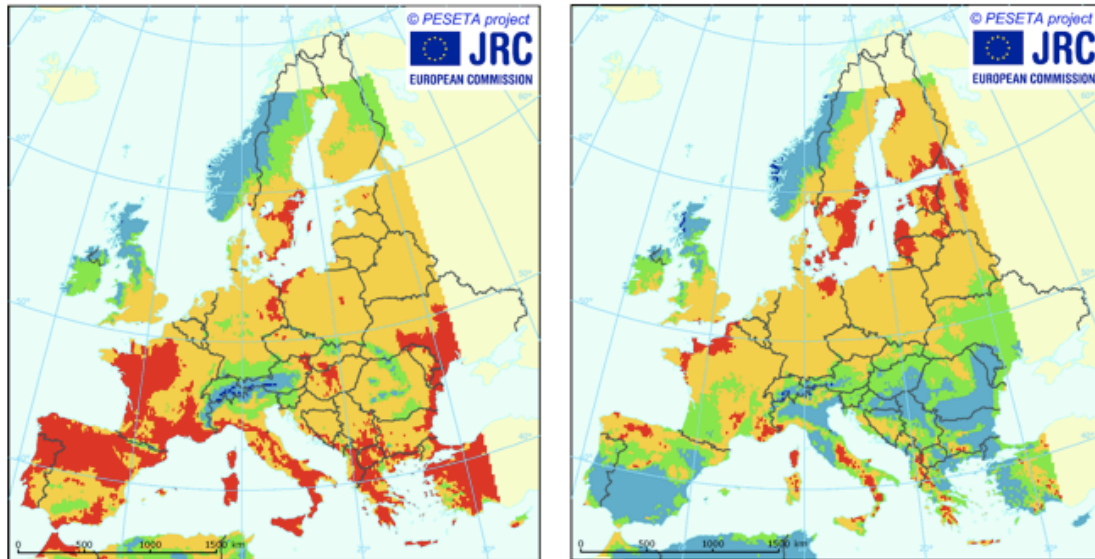 © PESETA project
JRC
EUROPEAN COMMISSION
0 500 1000 1500 km
© PESETA project
JRC
EUROPEAN COMMISSION
0 500 1000 1500 km